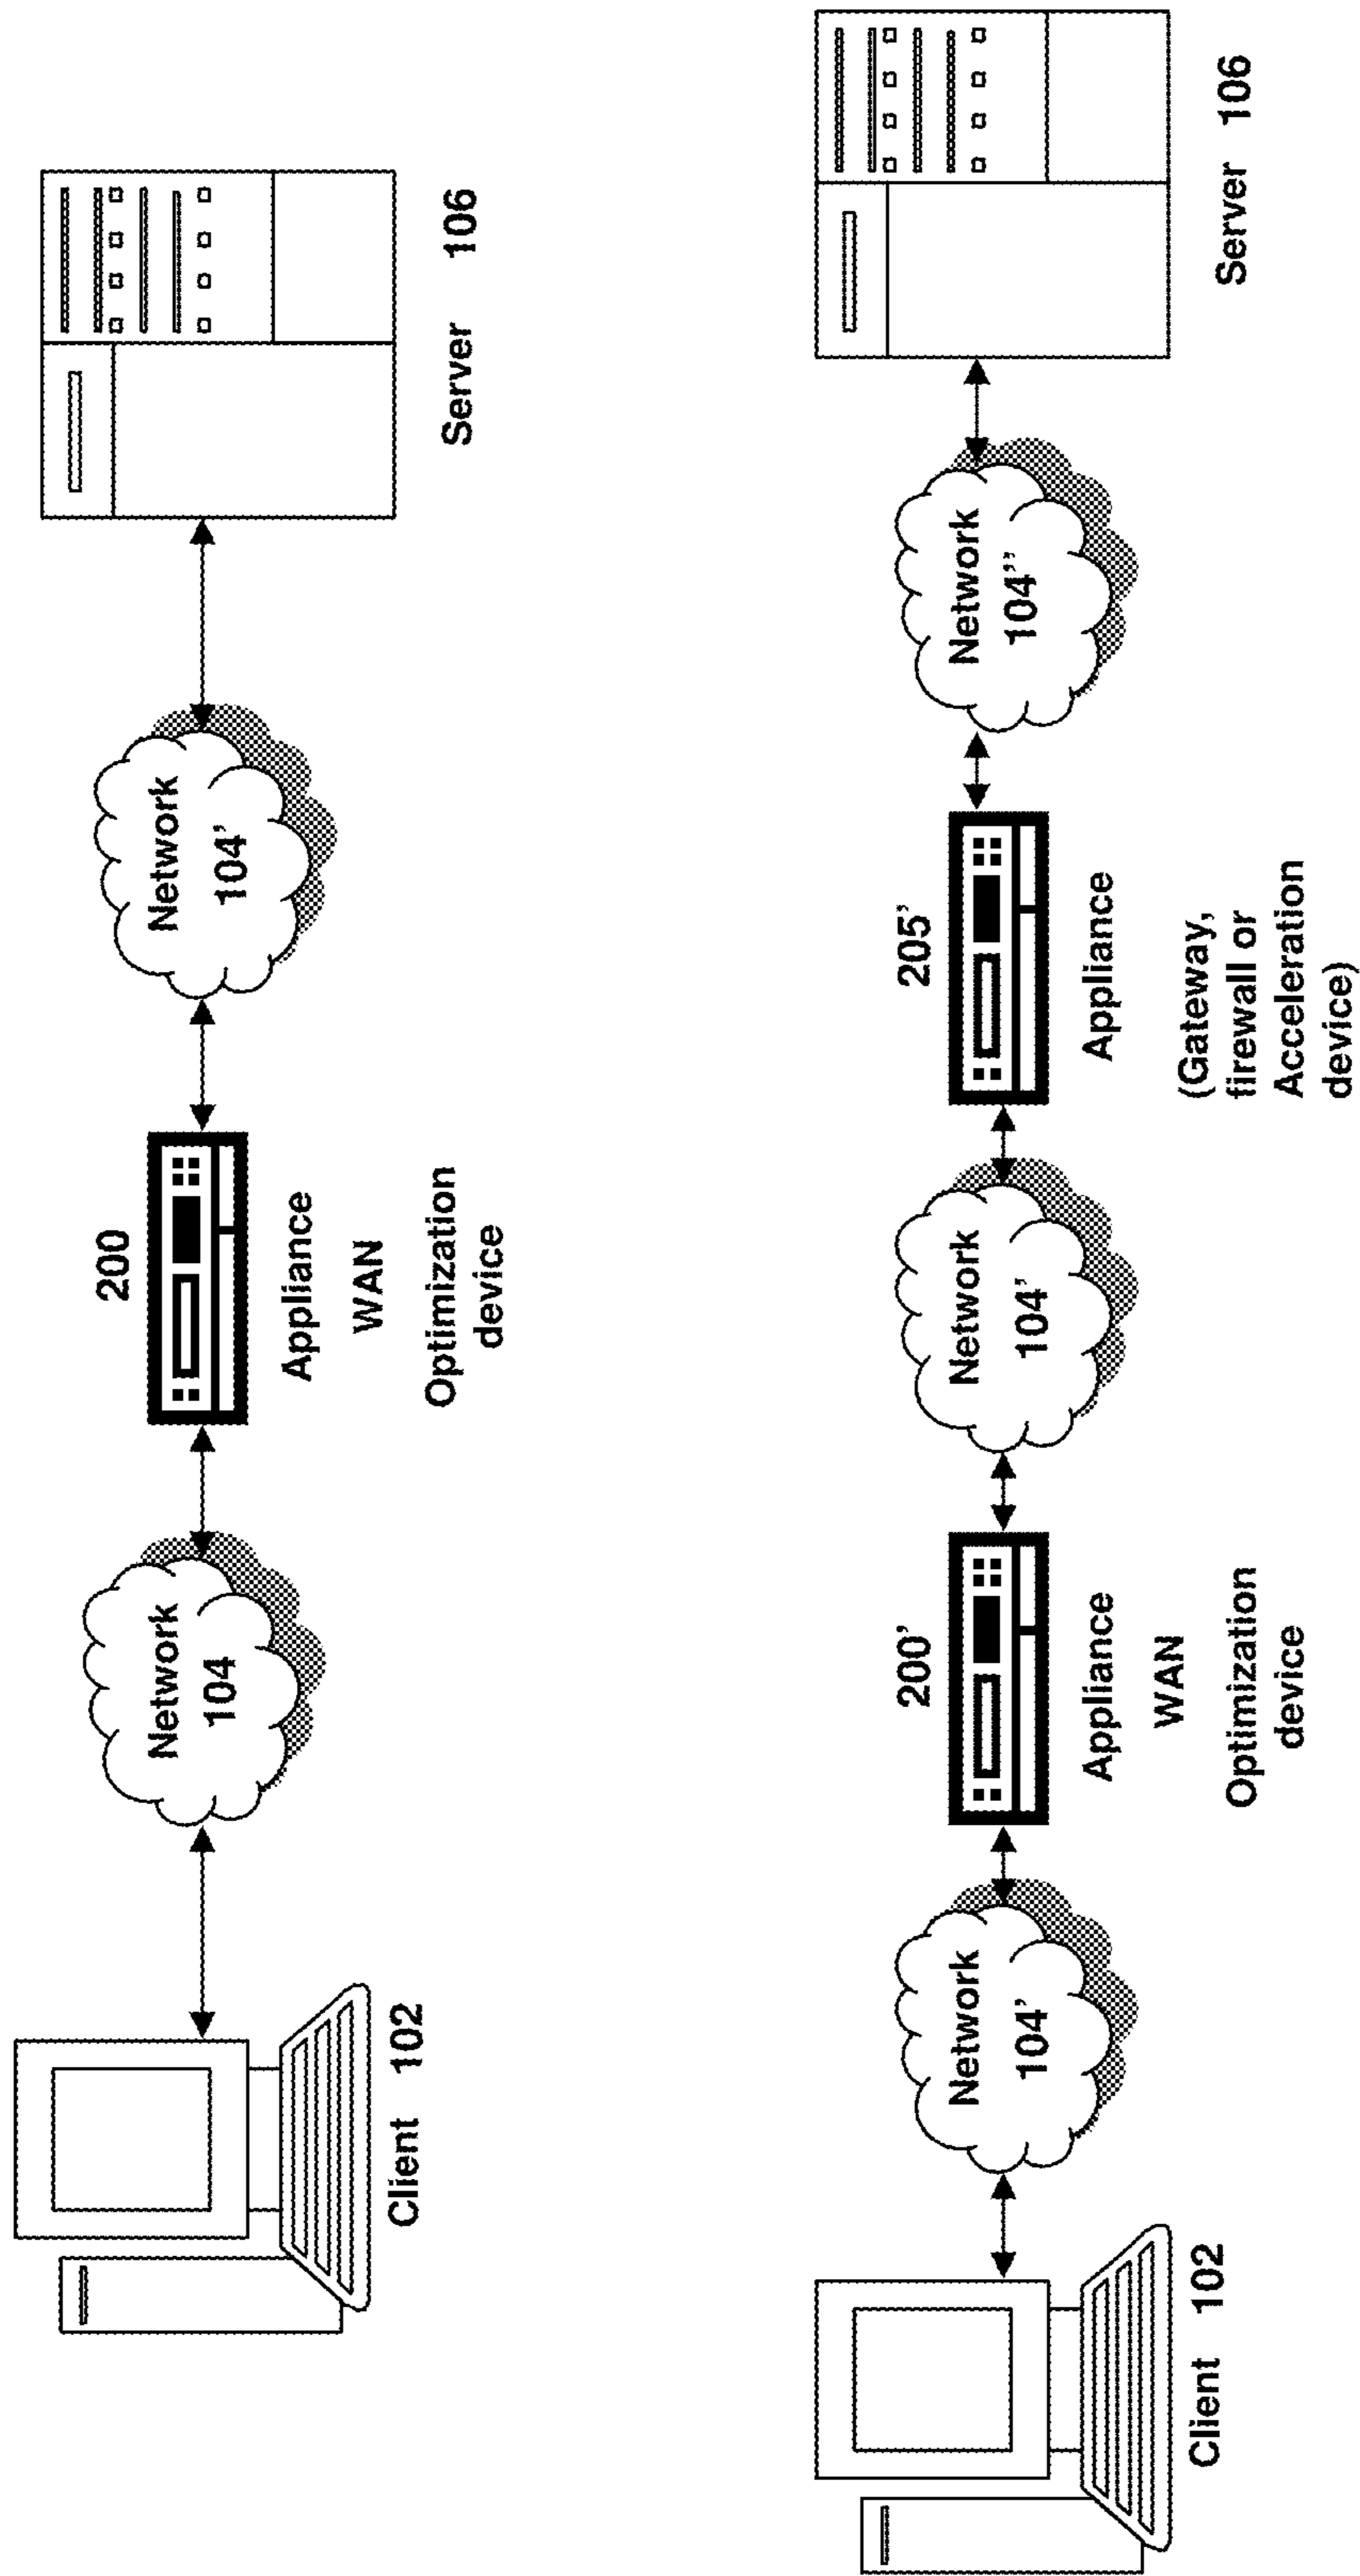 Client 102
Network
104
200
Appliance
WAN
Optimization
device
Network
104’
Server 106
Client 102
Network
104’
200’
Appliance
WAN
Optimization
device
Network
104’
205’
Appliance
(Gateway,
firewall or
Acceleration
device)
Network
104’’
Server 106